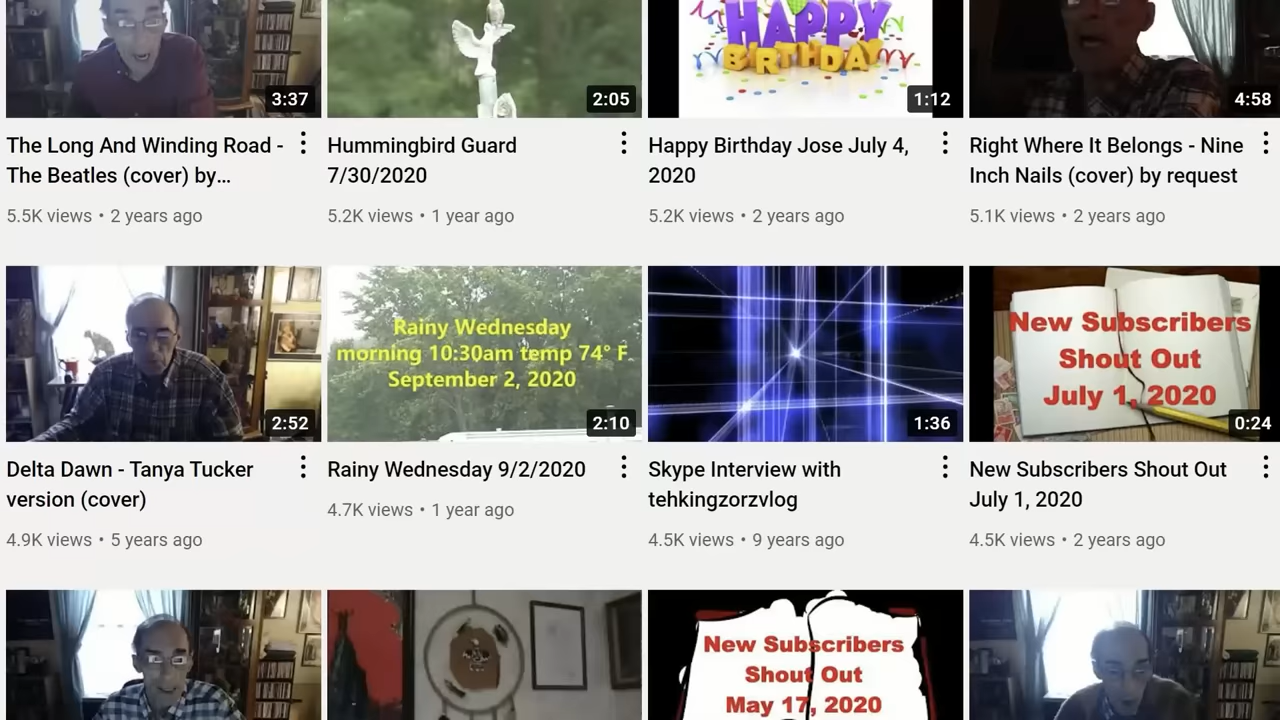 HAPPY
BIRTHDAY
3:37
2:05
1:12
4:58
The Long And Winding Road -
The Beatles (cover) by…
5.5K views • 2 years ago
Hummingbird Guard
7/30/2020
5.2K views • 1 year ago
Happy Birthday Jose July 4,
2020
5.2K views • 2 years ago
Right Where It Belongs - Nine
Inch Nails (cover) by request
5.1K views • 2 years ago
2:52
Rainy Wednesday
morning 10:30am temp 74° F
September 2, 2020
2:10
1:36
New Subscribers
Shout Out
July 1, 2020
0:24
Delta Dawn - Tanya Tucker
version (cover)
4.9K views • 5 years ago
Rainy Wednesday 9/2/2020
4.7K views • 1 year ago
Skype Interview with
tehkingzorzvlog
4.5K views • 9 years ago
New Subscribers Shout Out
July 1, 2020
4.5K views • 2 years ago
New Subscribers
Shout Out
May 17, 2020